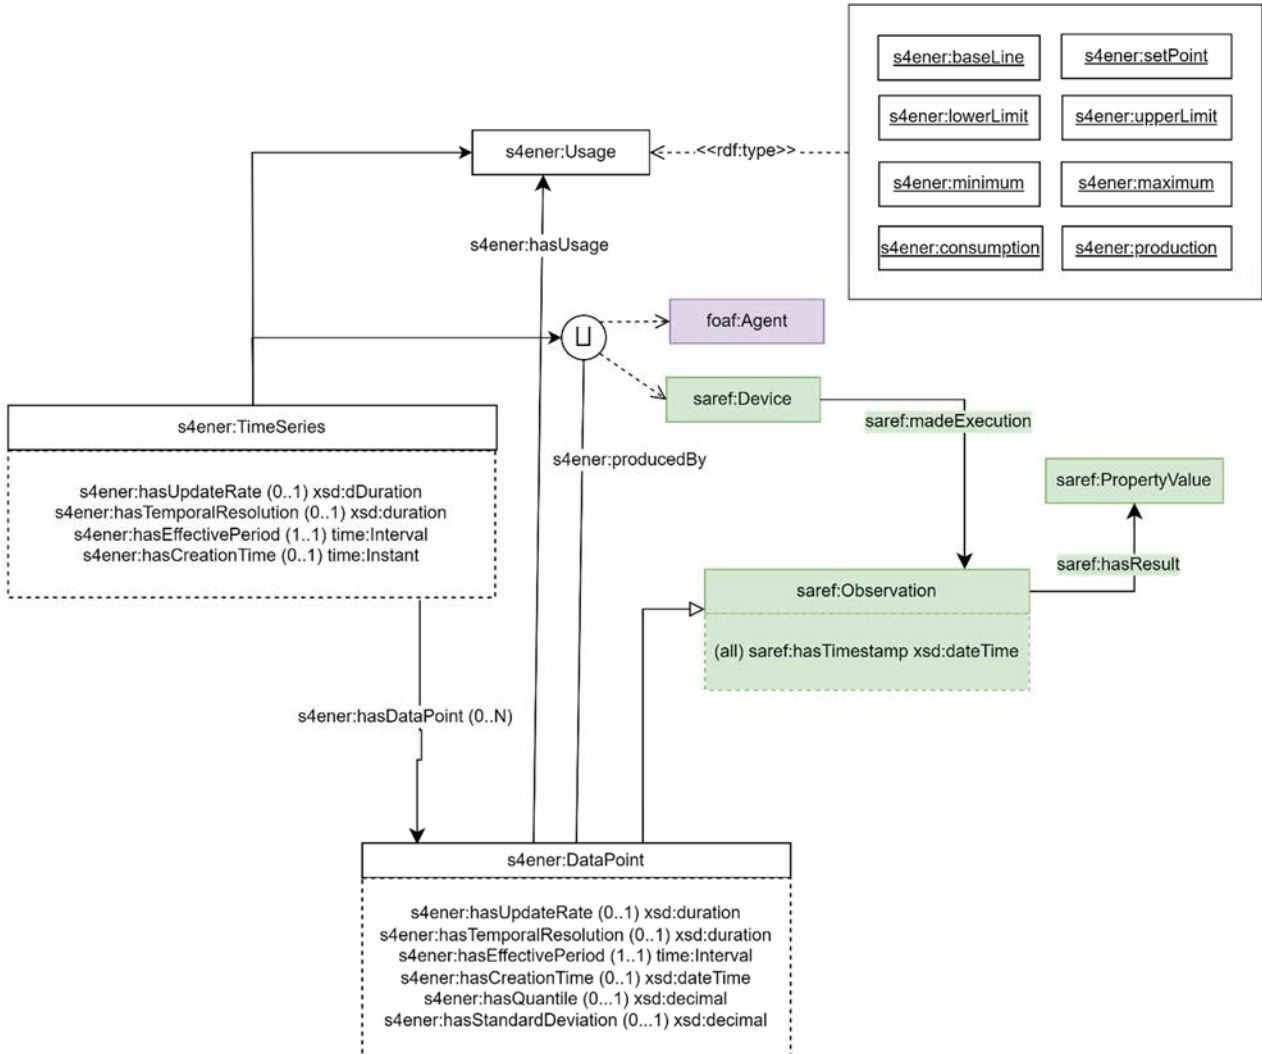 s4ener:baseLine
s4ener:setPoint
s4ener:lowerLimit
s4ener:upperLimit
s4ener:Usage
<<rdf:type>>
s4ener:minimum
s4ener:maximum
s4ener:hasUsage
s4ener:consumption
s4ener:production
foaf:Agent
⊔
saref:Device
s4ener:TimeSeries
saref:madeExecution
s4ener:producedBy
saref:PropertyValue
s4ener:hasUpdateRate (0..1) xsd:dDuration
s4ener:hasTemporalResolution (0..1) xsd:duration
s4ener:hasEffectivePeriod (1..1) time:Interval
s4ener:hasCreationTime (0..1) time:Instant
saref:hasResult
saref:Observation
(all) saref:hasTimestamp xsd:dateTime
s4ener:hasDataPoint (0..N)
s4ener:DataPoint
s4ener:hasUpdateRate (0..1) xsd:duration
s4ener:hasTemporalResolution (0..1) xsd:duration
s4ener:hasEffectivePeriod (1..1) time:Interval
s4ener:hasCreationTime (0..1) xsd:dateTime
s4ener:hasQuantile (0...1) xsd:decimal
s4ener:hasStandardDeviation (0...1) xsd:decimal